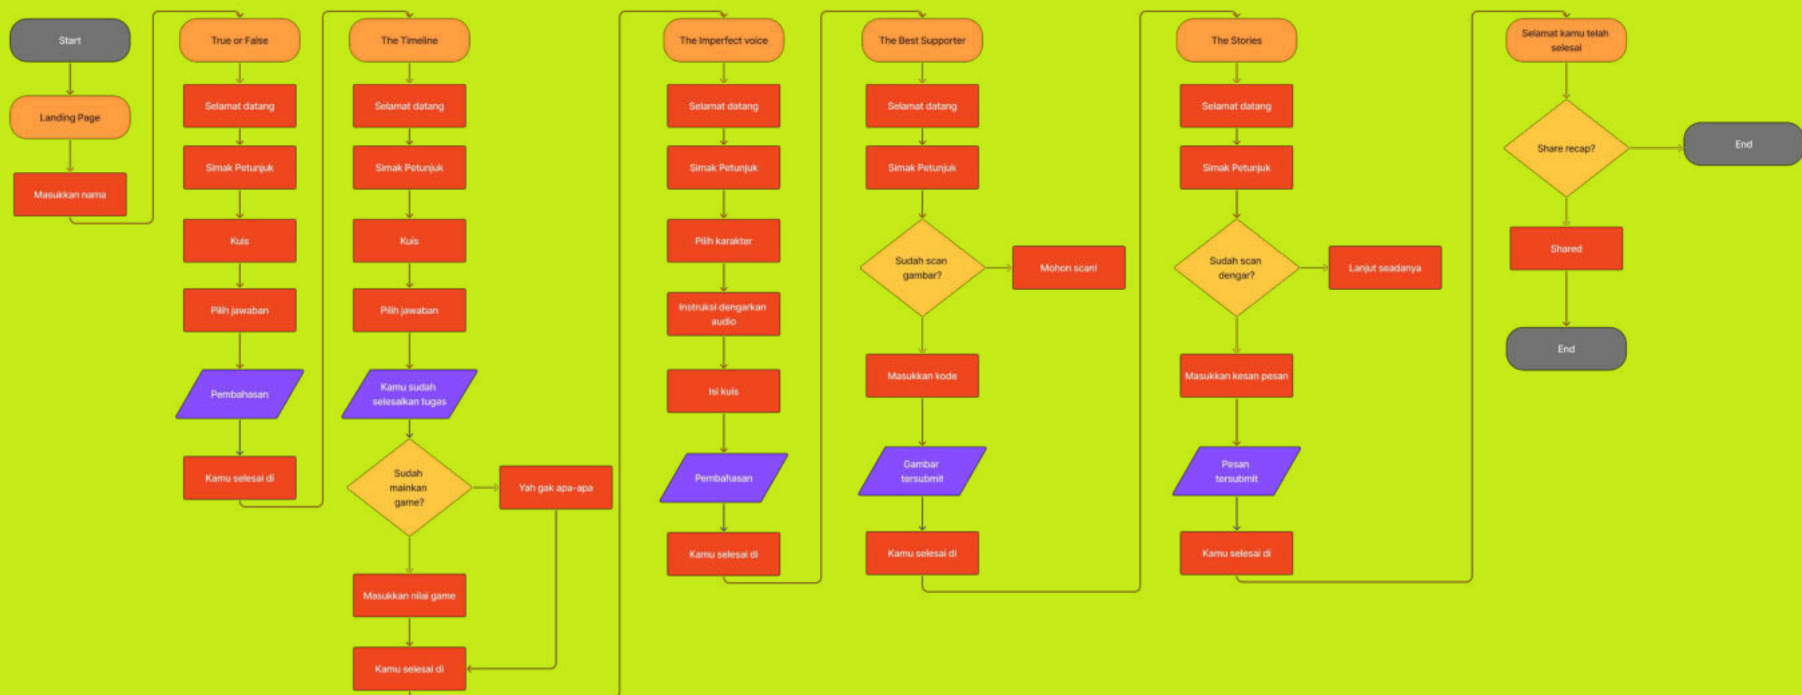 Start
Landing Page
Masukkan nama
True or False
Selamat datang
Simak Petunjuk
Kuis
Pilih jawaban
Pembahasan
Kamu selesai di
The Timeline
Selamat datang
Simak Petunjuk
Kuis
Pilih jawaban
Kamu sudah
selesaikan tugas
Sudah
mainkan
game?
Yah gak apa-apa
Masukkan nilai game
Kamu selesai di
The Imperfect voice
Selamat datang
Simak Petunjuk
Pilih karakter
Instruksi dengarkan
audio
Isi kuis
Pembahasan
Kamu selesai di
The Best Supporter
Selamat datang
Simak Petunjuk
Sudah scan
gambar?
Mohon scan!
Masukkan kode
Gambar
tersubmit
Kamu selesai di
The Stories
Selamat datang
Simak Petunjuk
Sudah scan
dengar?
Lanjut seadanya
Masukkan kesan pesan
Pesan
tersubmit
Kamu selesai di
Selamat kamu telah
selesai
Share recap?
End
Shared
End